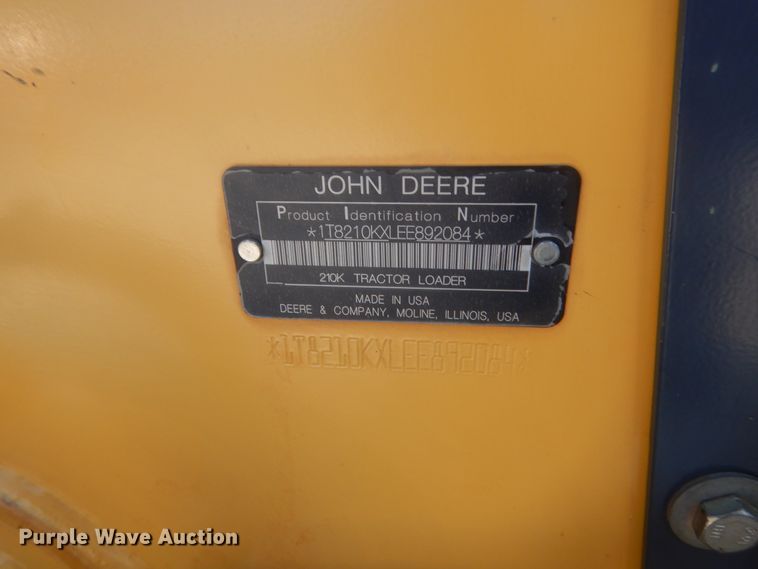 JOHN DEERE
Product Identification Number
*1T8210KXLEE892084*
210K TRACTOR LOADER
MADE IN USA
DEERE & COMPANY, MOLINE, ILLINOIS, USA
*1T8210KXLEE892084*
Purple Wave Auction